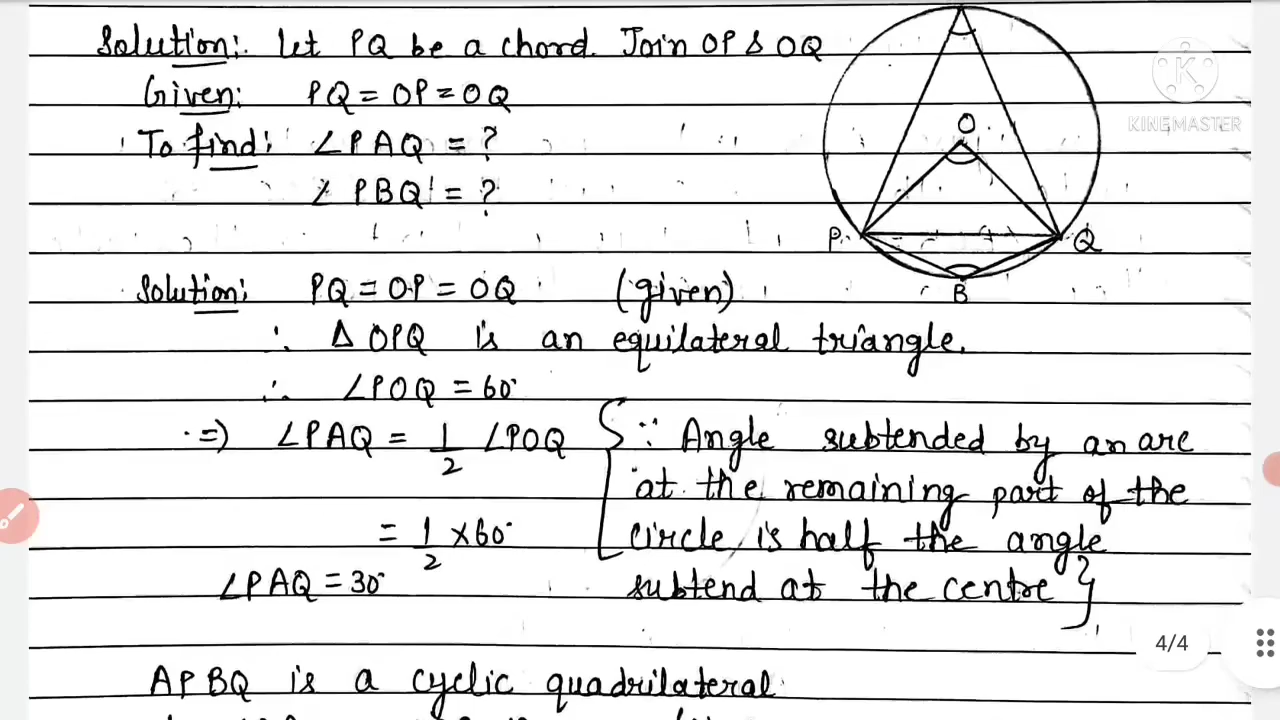 Solution: Let PQ be a chord. Join OP & OQ
Given: PQ = OP = OQ
To find: ∠PAQ = ?
∠PBQ = ?
O
P
Q
B
KINEMASTER
Solution: PQ = OP = OQ (given)
∴ Δ OPQ is an equilateral triangle.
∴ ∠POQ = 60°
=) ∠PAQ = 1/2 ∠POQ {∵ Angle subtended by an arc
at the remaining part of the
= 1/2 × 60° circle is half the angle
∠PAQ = 30° subtend at the centre}
4/4
APBQ is a cyclic quadrilateral